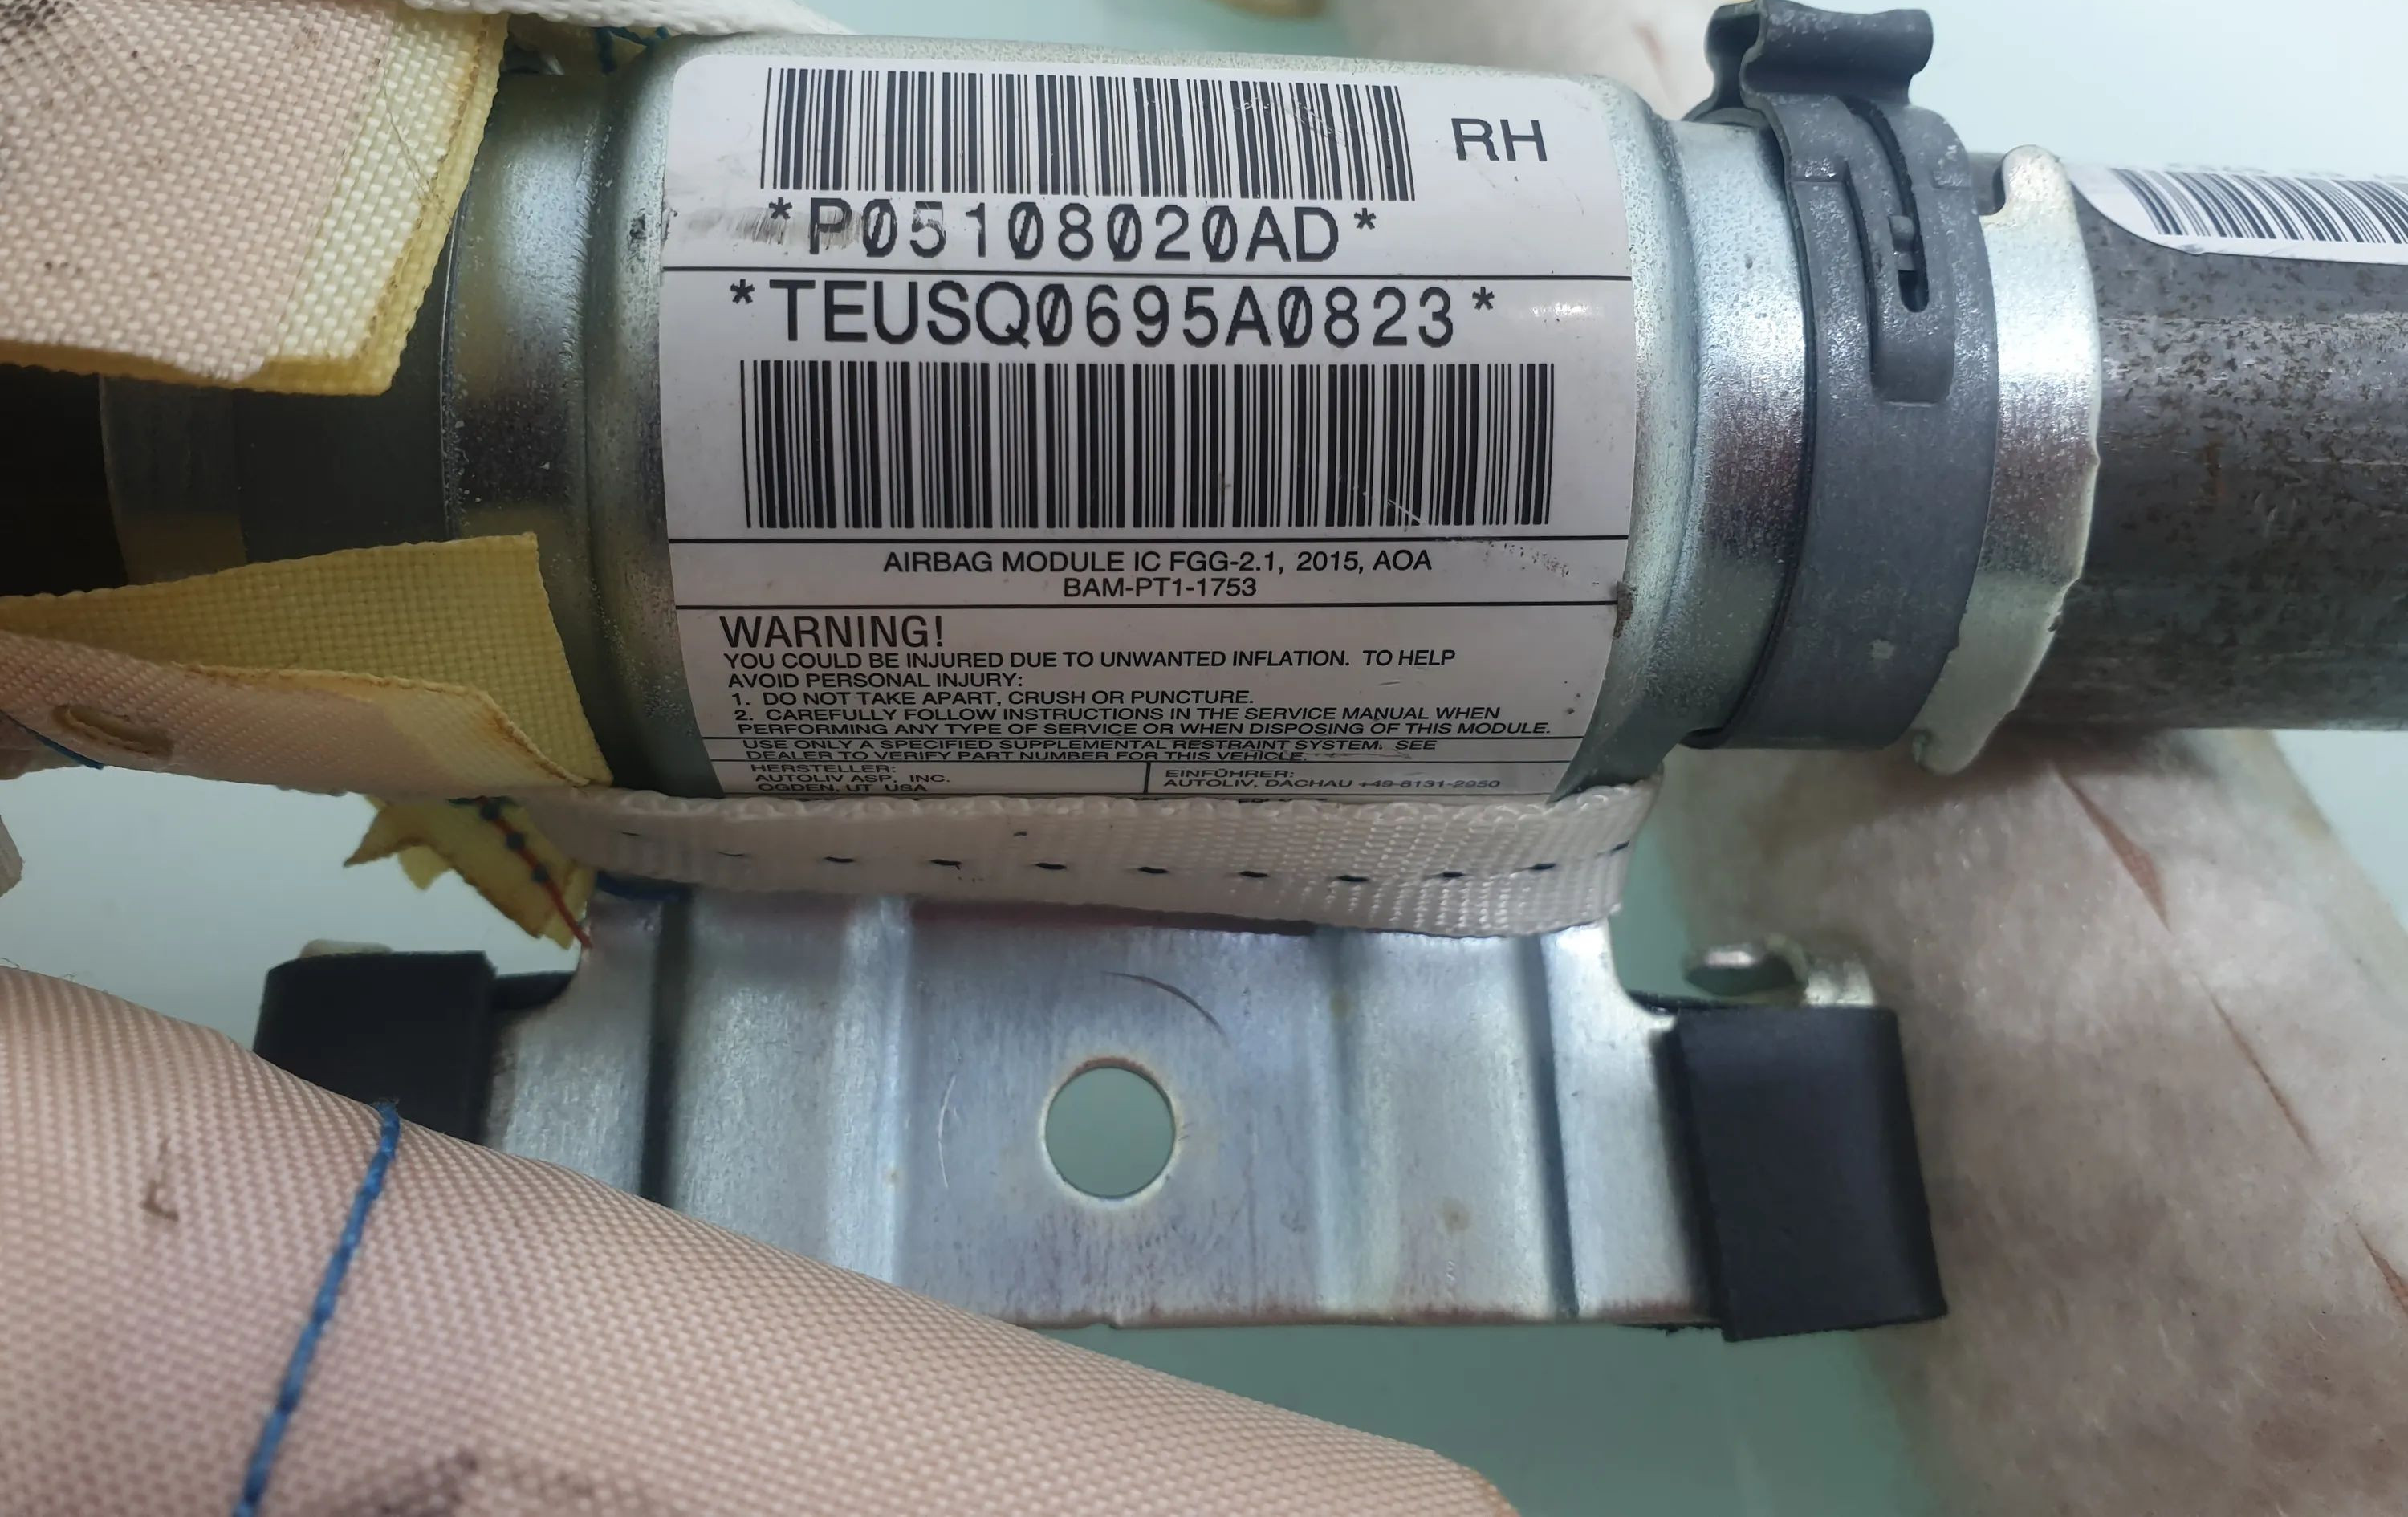 RH
*P05108020AD*
*TEUSQ0695A0823*
AIRBAG MODULE IC FGG-2.1, 2015, AOA
BAM-PT1-1753
WARNING!
YOU COULD BE INJURED DUE TO UNWANTED INFLATION. TO HELP
AVOID PERSONAL INJURY:
1. DO NOT TAKE APART, CRUSH OR PUNCTURE.
2. CAREFULLY FOLLOW INSTRUCTIONS IN THE SERVICE MANUAL WHEN
PERFORMING ANY TYPE OF SERVICE OR WHEN DISPOSING OF THIS MODULE.
USE ONLY A SPECIFIED SUPPLEMENTAL RESTRAINT SYSTEM. SEE
DEALER TO VERIFY PART NUMBER FOR THIS VEHICLE.
HERSTELLER:
AUTOLIV ASP, INC.
OGDEN, UT USA
EINFÜHRER:
AUTOLIV, DACHAU +49-8131-2950